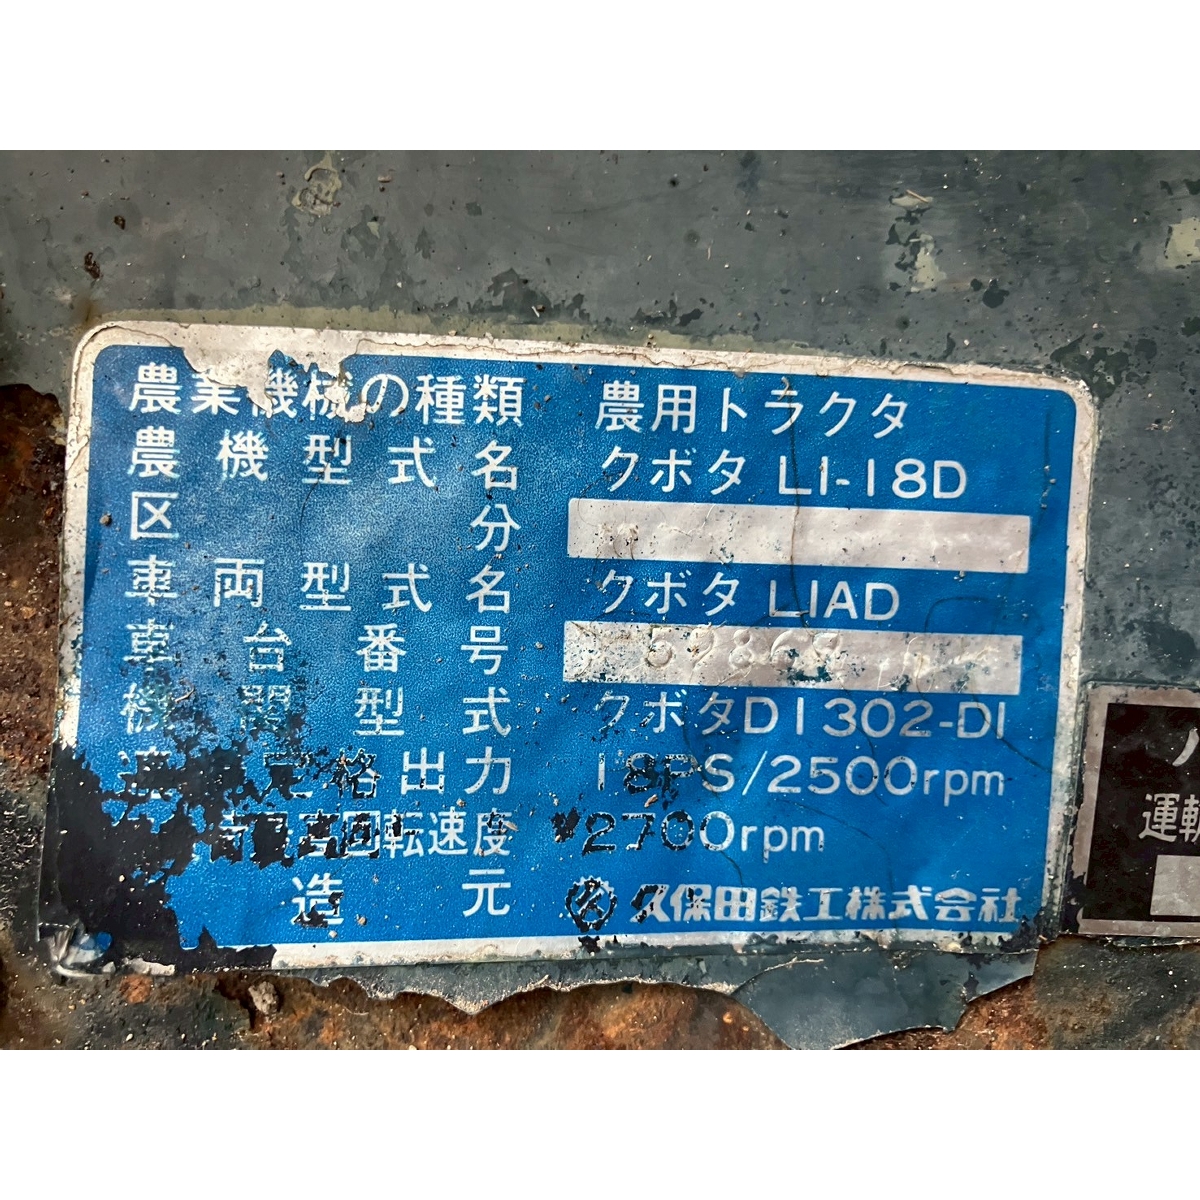 農業機械の種類 農用トラクタ
農機型式名 クボタ L1-18D
区分
車両型式名 クボタ L1AD
車台番号
機関型式 クボタD1302-D1
定格出力 18PS/2500rpm
回転速度 2700rpm
造元 久保田鉄工株式会社
運転